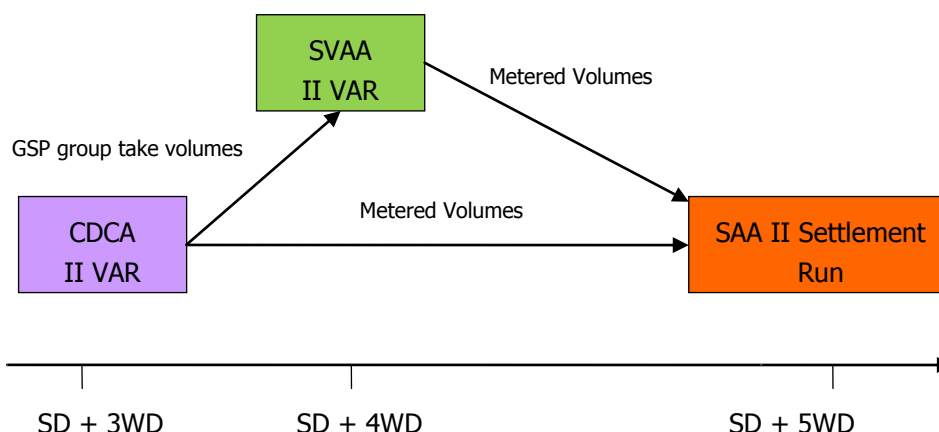 SVAA
II VAR
Metered Volumes
GSP group take volumes
CDCA
II VAR
Metered Volumes
SAA II Settlement
Run
SD + 3WD
SD + 4WD
SD + 5WD